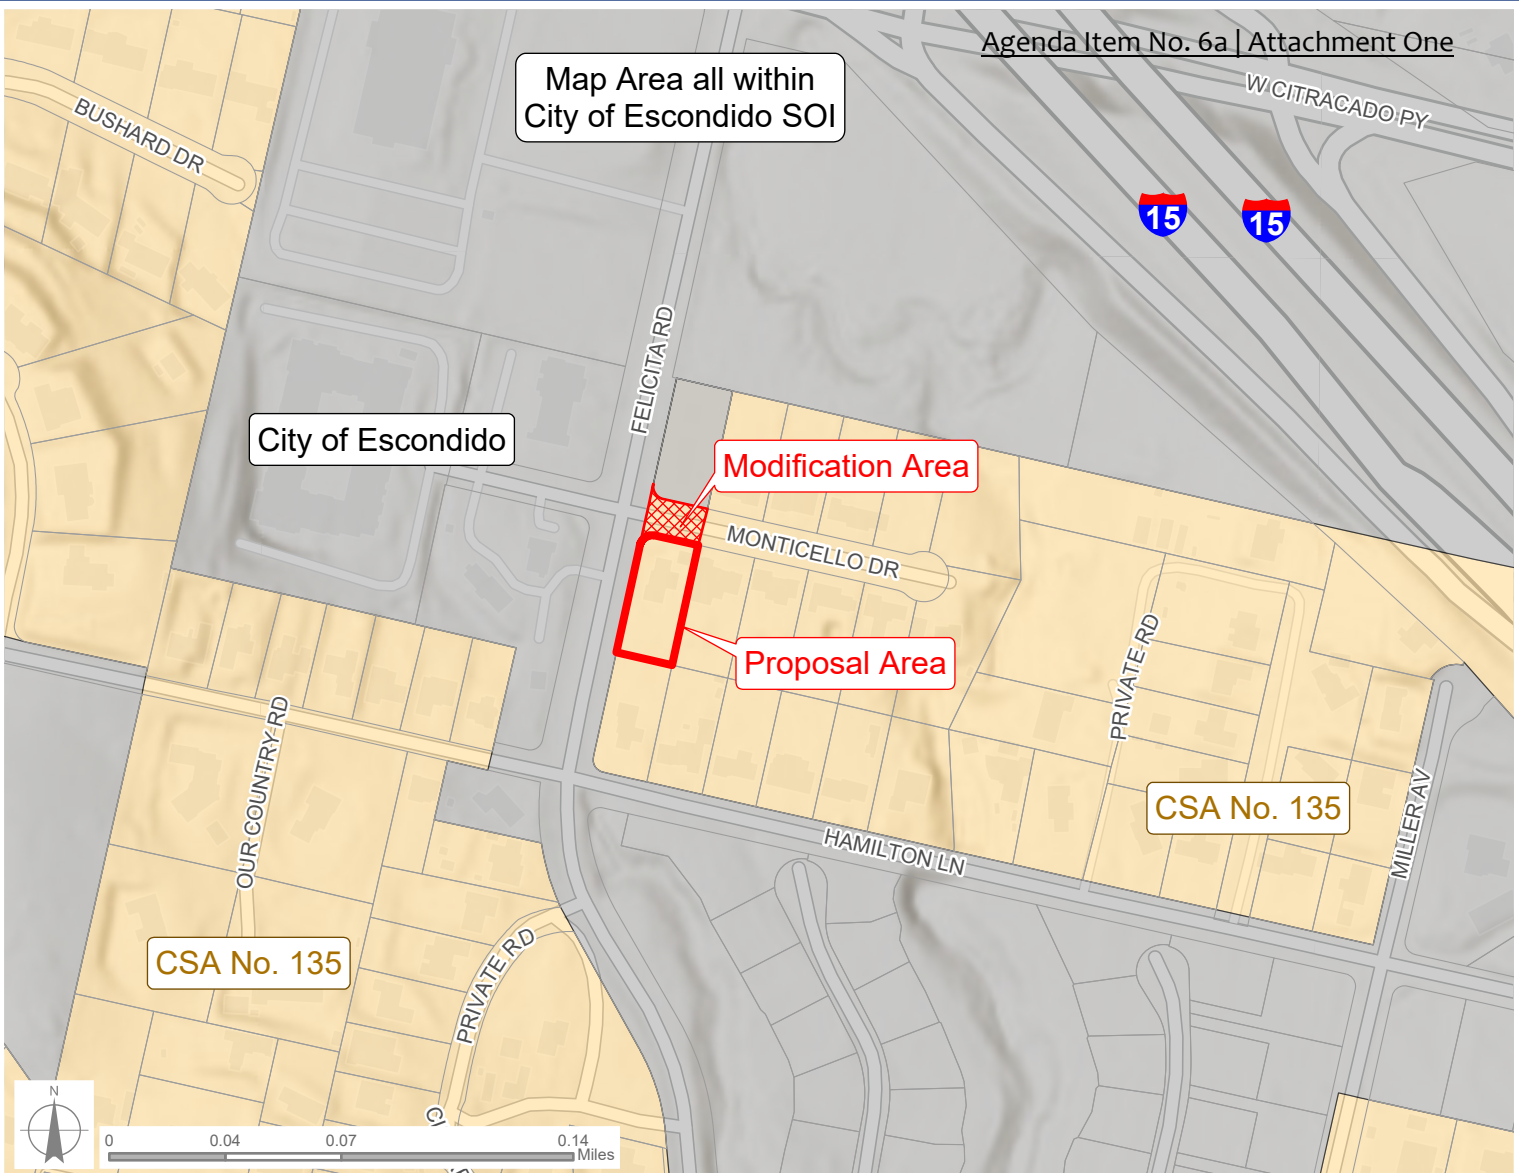 Agenda Item No. 6a | Attachment One
Map Area all within
City of Escondido SOI
W CITRACADO PY
BUSHARD DR
15
15
FELICITA RD
City of Escondido
Modification Area
MONTICELLO DR
Proposal Area
PRIVATE RD
OUR COUNTRY RD
CSA No. 135
MILLER AV
HAMILTON LN
CSA No. 135
PRIVATE RD
N
0 0.04 0.07 0.14
Miles